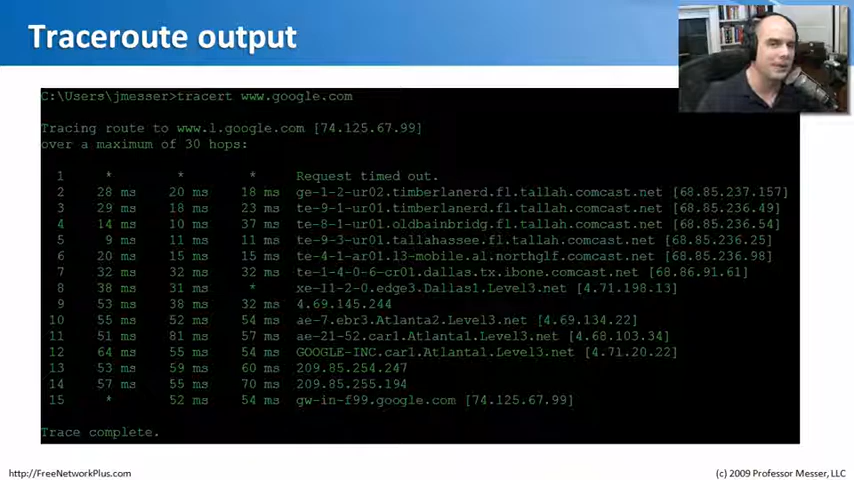 Traceroute output
C:\Users\jmesser>tracert www.google.com
Tracing route to www.l.google.com [74.125.67.99]
over a maximum of 30 hops:
1 * * * Request timed out.
2 28 ms 20 ms 18 ms ge-1-2-ur02.timberlanerd.fl.tallah.comcast.net [68.85.237.157]
3 29 ms 18 ms 23 ms te-9-1-ur01.timberlanerd.fl.tallah.comcast.net [68.85.236.49]
4 14 ms 10 ms 37 ms te-8-1-ur01.oldbainbridg.fl.tallah.comcast.net [68.85.236.54]
5 9 ms 11 ms 11 ms te-9-3-ur01.tallahassee.fl.tallah.comcast.net [68.85.236.25]
6 20 ms 15 ms 15 ms te-4-1-ar01.l3-mobile.al.northglf.comcast.net [68.85.236.98]
7 32 ms 32 ms 32 ms te-1-4-0-6-cr01.dallas.tx.ibone.comcast.net [68.86.91.61]
8 38 ms 31 ms * xe-11-2-0.edge3.Dallas1.Level3.net [4.71.198.13]
9 53 ms 38 ms 32 ms 4.69.145.244
10 55 ms 52 ms 54 ms ae-7.ebr3.Atlanta2.Level3.net [4.69.134.22]
11 51 ms 81 ms 57 ms ae-21-52.car1.Atlanta1.Level3.net [4.68.103.34]
12 64 ms 55 ms 54 ms GOOGLE-INC.car1.Atlanta1.Level3.net [4.71.20.22]
13 53 ms 59 ms 60 ms 209.85.254.247
14 57 ms 55 ms 70 ms 209.85.255.194
15 * 52 ms 54 ms gw-in-f99.google.com [74.125.67.99]
Trace complete.
http://FreeNetworkPlus.com
(c) 2009 Professor Messer, LLC